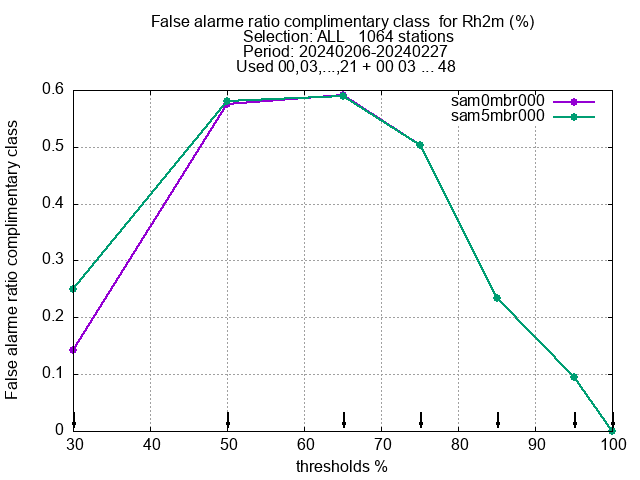 False alarme ratio complimentary class  for Rh2m (%)
Selection: ALL   1064 stations
Period: 20240206-20240227
Used 00,03,...,21 + 00 03 ... 48
sam0mbr000
sam5mbr000
False alarme ratio complimentary class
0.6
0.5
0.4
0.3
0.2
0.1
0
30 40 50 60 70 80 90 100
thresholds %